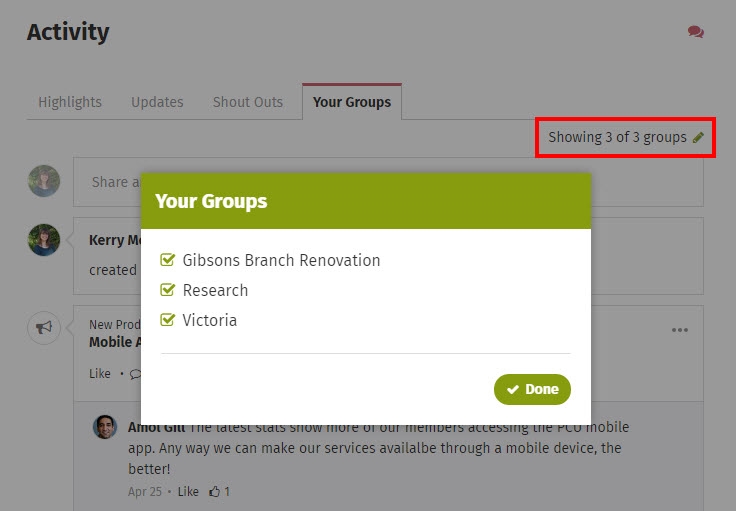 Activity
Highlights
Updates
Shout Outs
Your Groups
Showing 3 of 3 groups
Share a
Your Groups
Kerry M
created
Gibsons Branch Renovation
Research
Victoria
New Prod
Mobile A
Like •
Done
Amol Gill The latest stats show more of our members accessing the PCU mobile
app. Any way we can make our services availalbe through a mobile device, the
better!
Apr 25 • Like 1